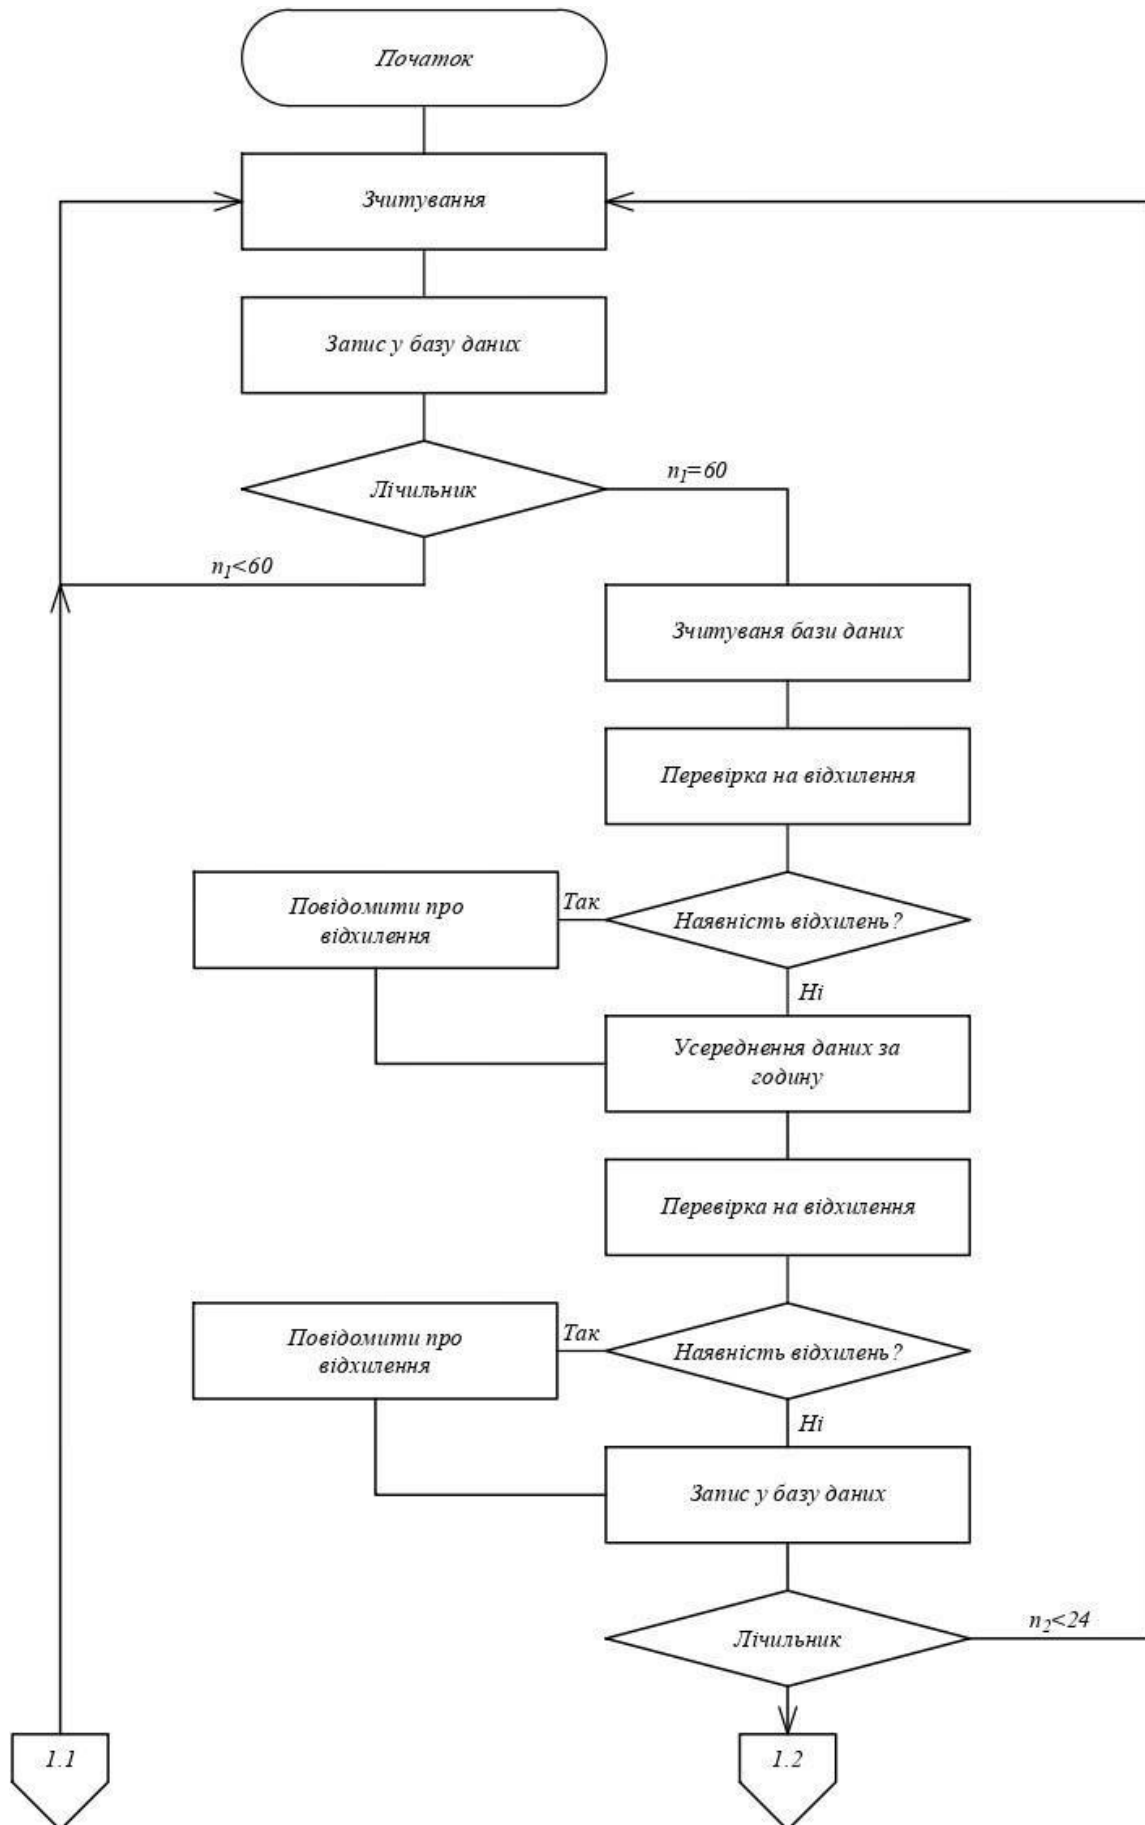 Початок
Зчитування
Запис у базу даних
Лічильник
n₁=60
n₁<60
Зчитуваня бази даних
Перевірка на відхилення
Повідомити про
відхилення
Так
Наявність відхилень?
Ні
Усереднення даних за
годину
Перевірка на відхилення
Повідомити про
відхилення
Так
Наявність відхилень?
Ні
Запис у базу даних
Лічильник
n₂<24
1.1
1.2